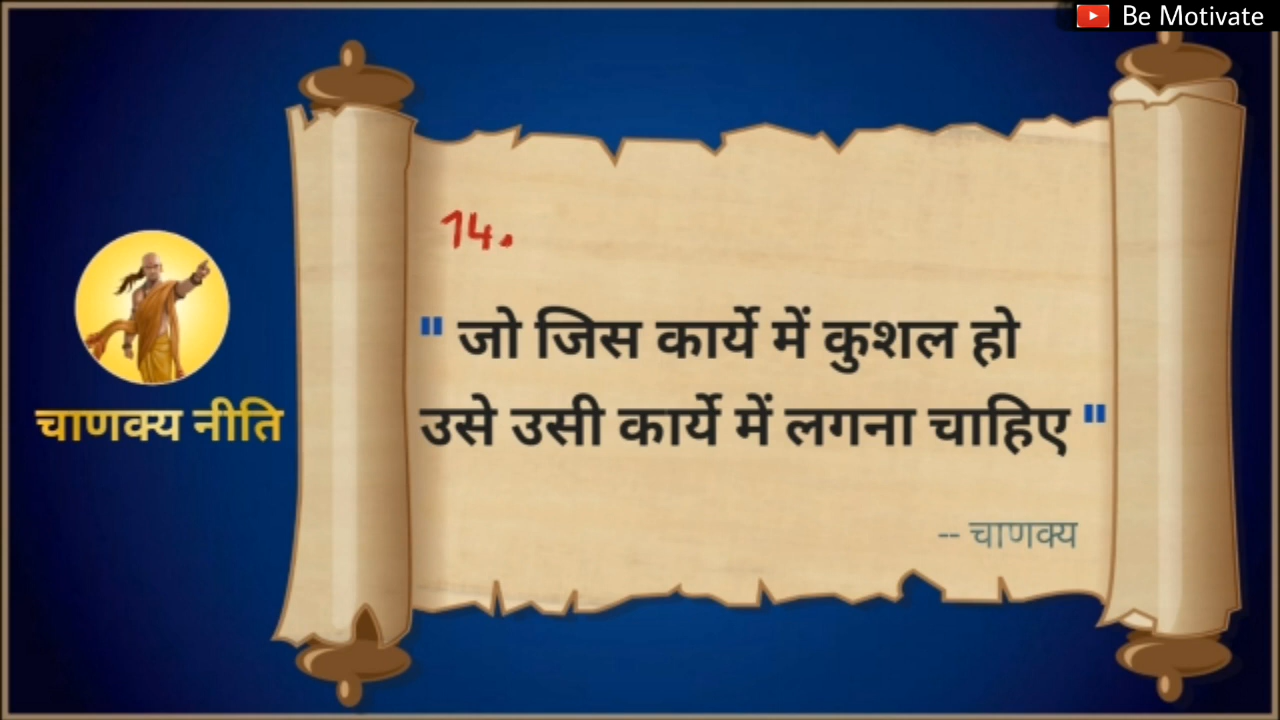 Be Motivate
14.
" जो जिस कार्ये में कुशल हो
उसे उसी कार्ये में लगना चाहिए "
-- चाणक्य
चाणक्य नीति